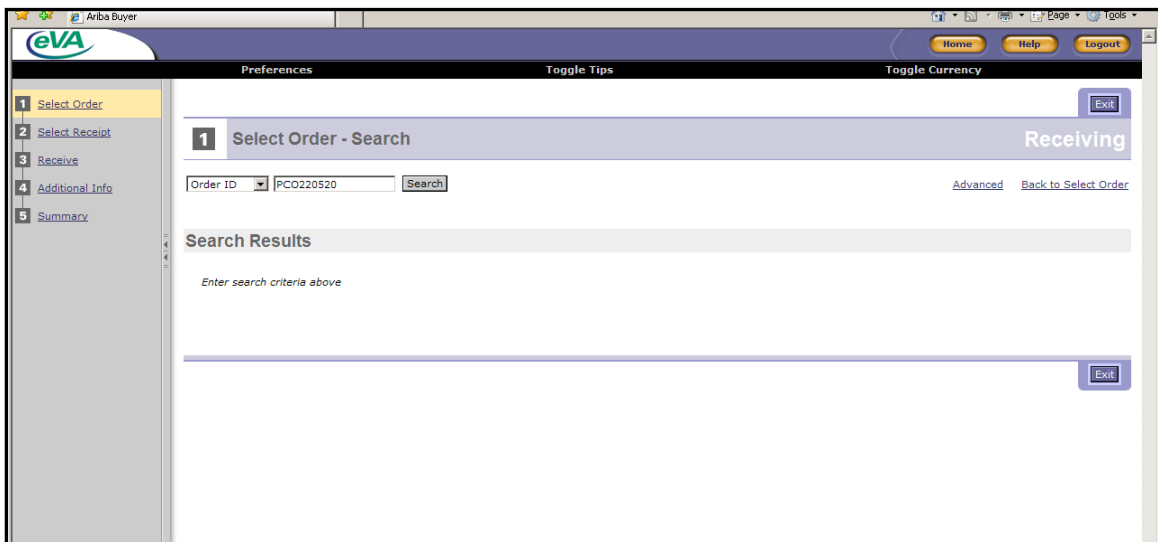 Ariba Buyer Page Tools
eVA Home Help Logout
Preferences Toggle Tips Toggle Currency
1 Select Order
2 Select Receipt
3 Receive
4 Additional Info
5 Summary
Exit
1 Select Order - Search Receiving
Order ID PCO220520 Search Advanced Back to Select Order
Search Results
Enter search criteria above
Exit